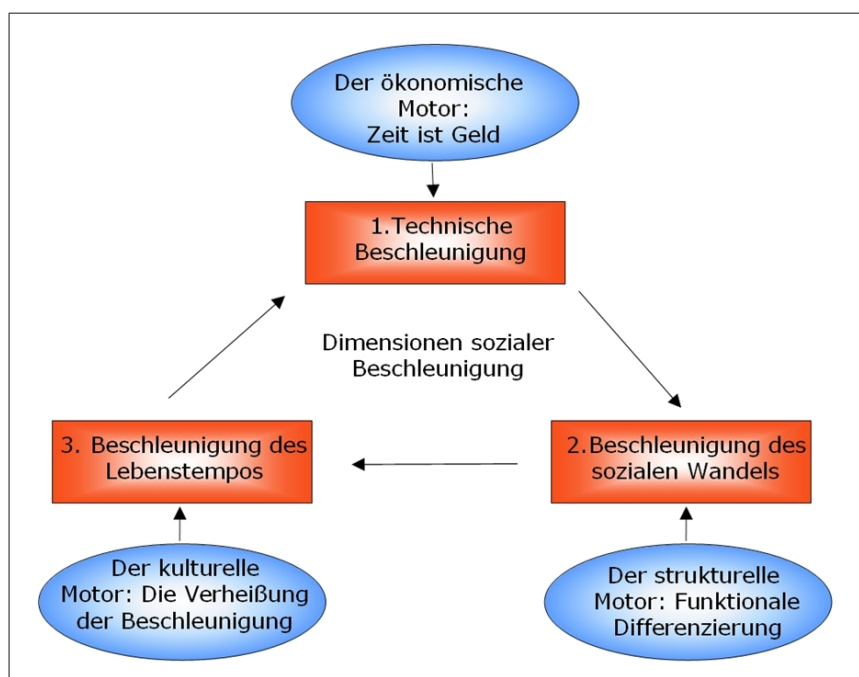 Der ökonomische
Motor:
Zeit ist Geld
1.Technische
Beschleunigung
Dimensionen sozialer
Beschleunigung
3. Beschleunigung des
Lebenstempos
2.Beschleunigung des
sozialen Wandels
Der kulturelle
Motor: Die Verheißung
der Beschleunigung
Der strukturelle
Motor: Funktionale
Differenzierung